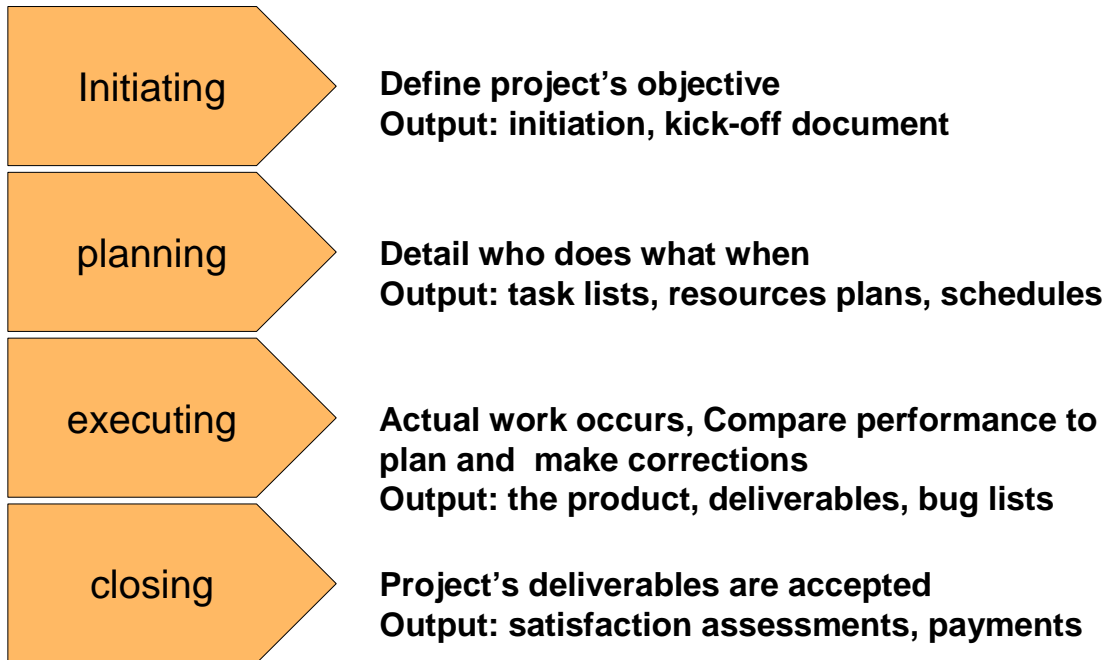 Initiating
Define project’s objective
Output: initiation, kick-off document
planning
Detail who does what when
Output: task lists, resources plans, schedules
executing
Actual work occurs, Compare performance to
plan and  make corrections
Output: the product, deliverables, bug lists
closing
Project’s deliverables are accepted
Output: satisfaction assessments, payments